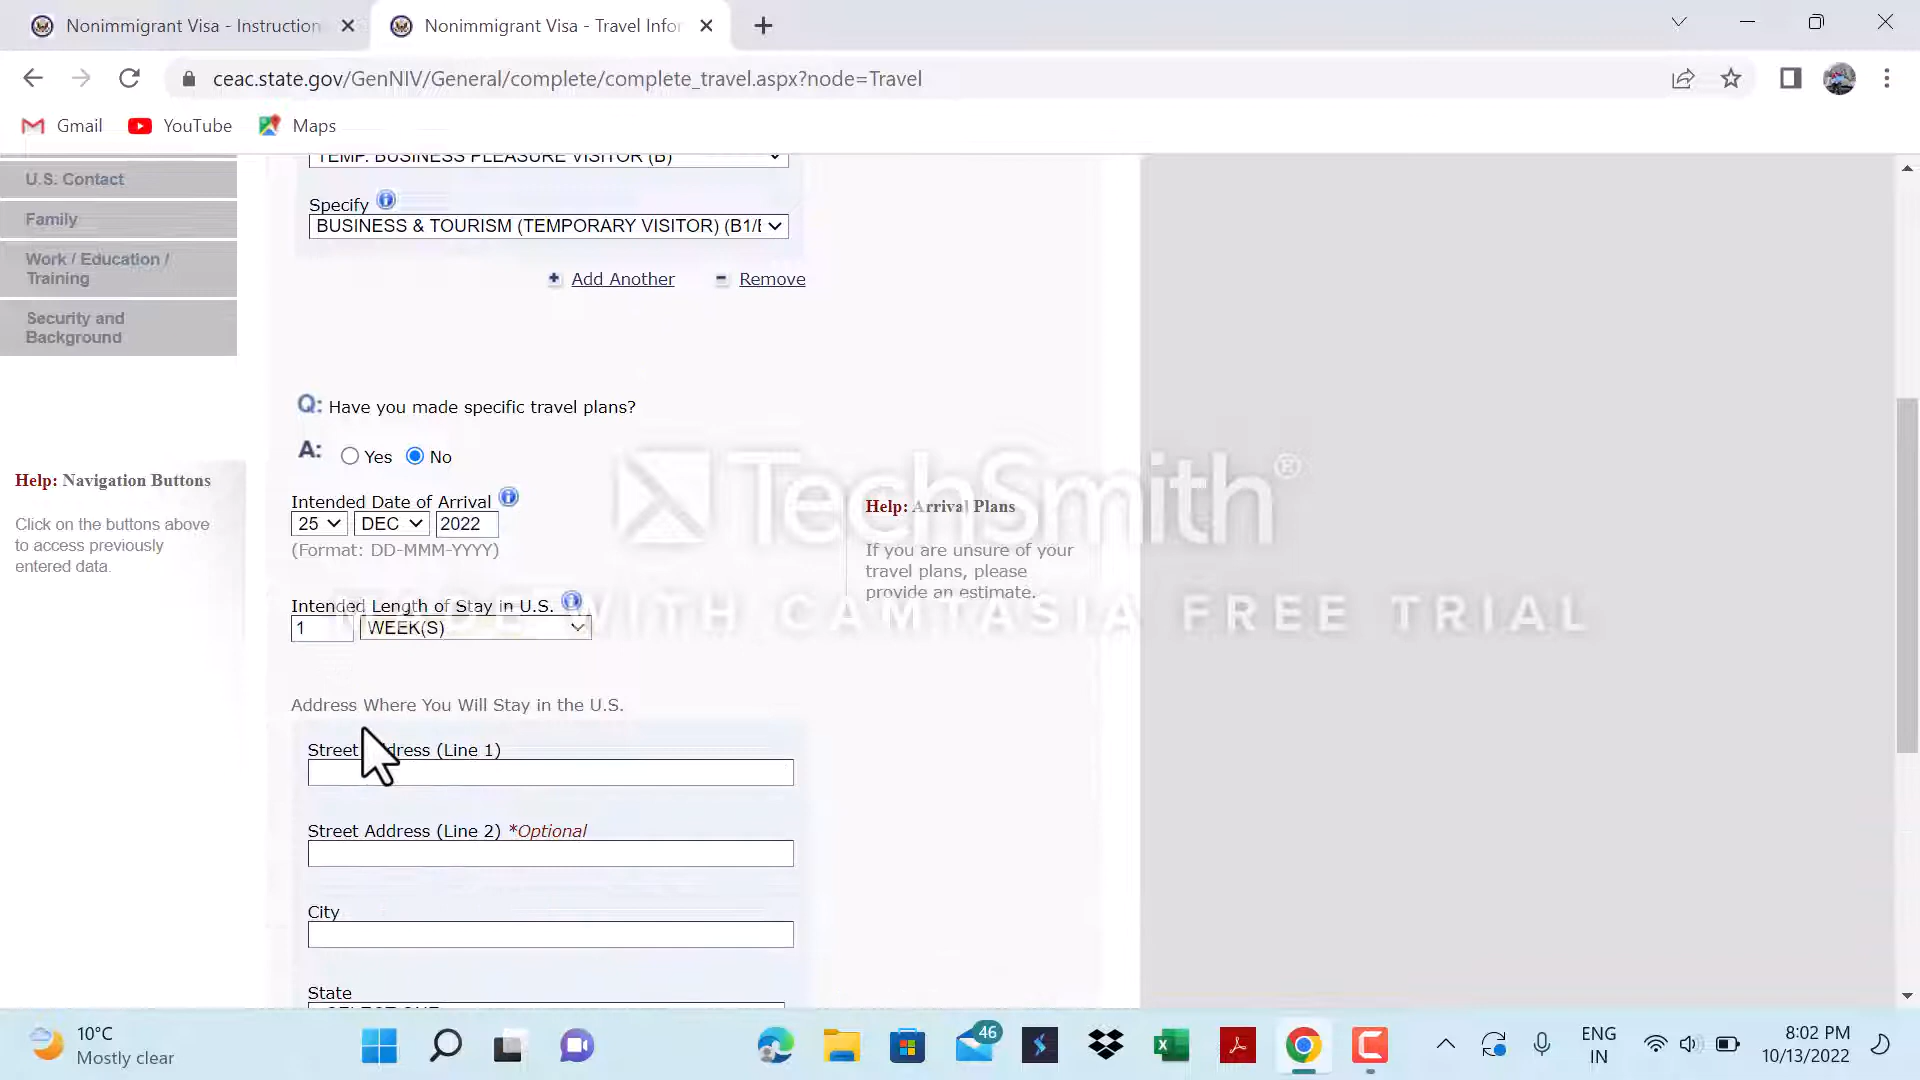 Nonimmigrant Visa - Instruction
Nonimmigrant Visa - Travel Infor
ceac.state.gov/GenNIV/General/complete/complete_travel.aspx?node=Travel
Gmail
YouTube
Maps
U.S. Contact
Family
Work / Education /
Training
Security and
Background
Help: Navigation Buttons
Click on the buttons above
to access previously
entered data.
TEMP. BUSINESS PLEASURE VISITOR (B)
Specify
BUSINESS & TOURISM (TEMPORARY VISITOR) (B1/B
Add Another
Remove
Q: Have you made specific travel plans?
A: Yes No
Intended Date of Arrival
25 DEC 2022
(Format: DD-MMM-YYYY)
Intended Length of Stay in U.S.
1 WEEK(S)
Help: Arrival Plans
If you are unsure of your
travel plans, please
provide an estimate.
TechSmith®
MADE WITH CAMTASIA FREE TRIAL
Address Where You Will Stay in the U.S.
Street Address (Line 1)
Street Address (Line 2) *Optional
City
State
10°C
Mostly clear
46
ENG
IN
8:02 PM
10/13/2022